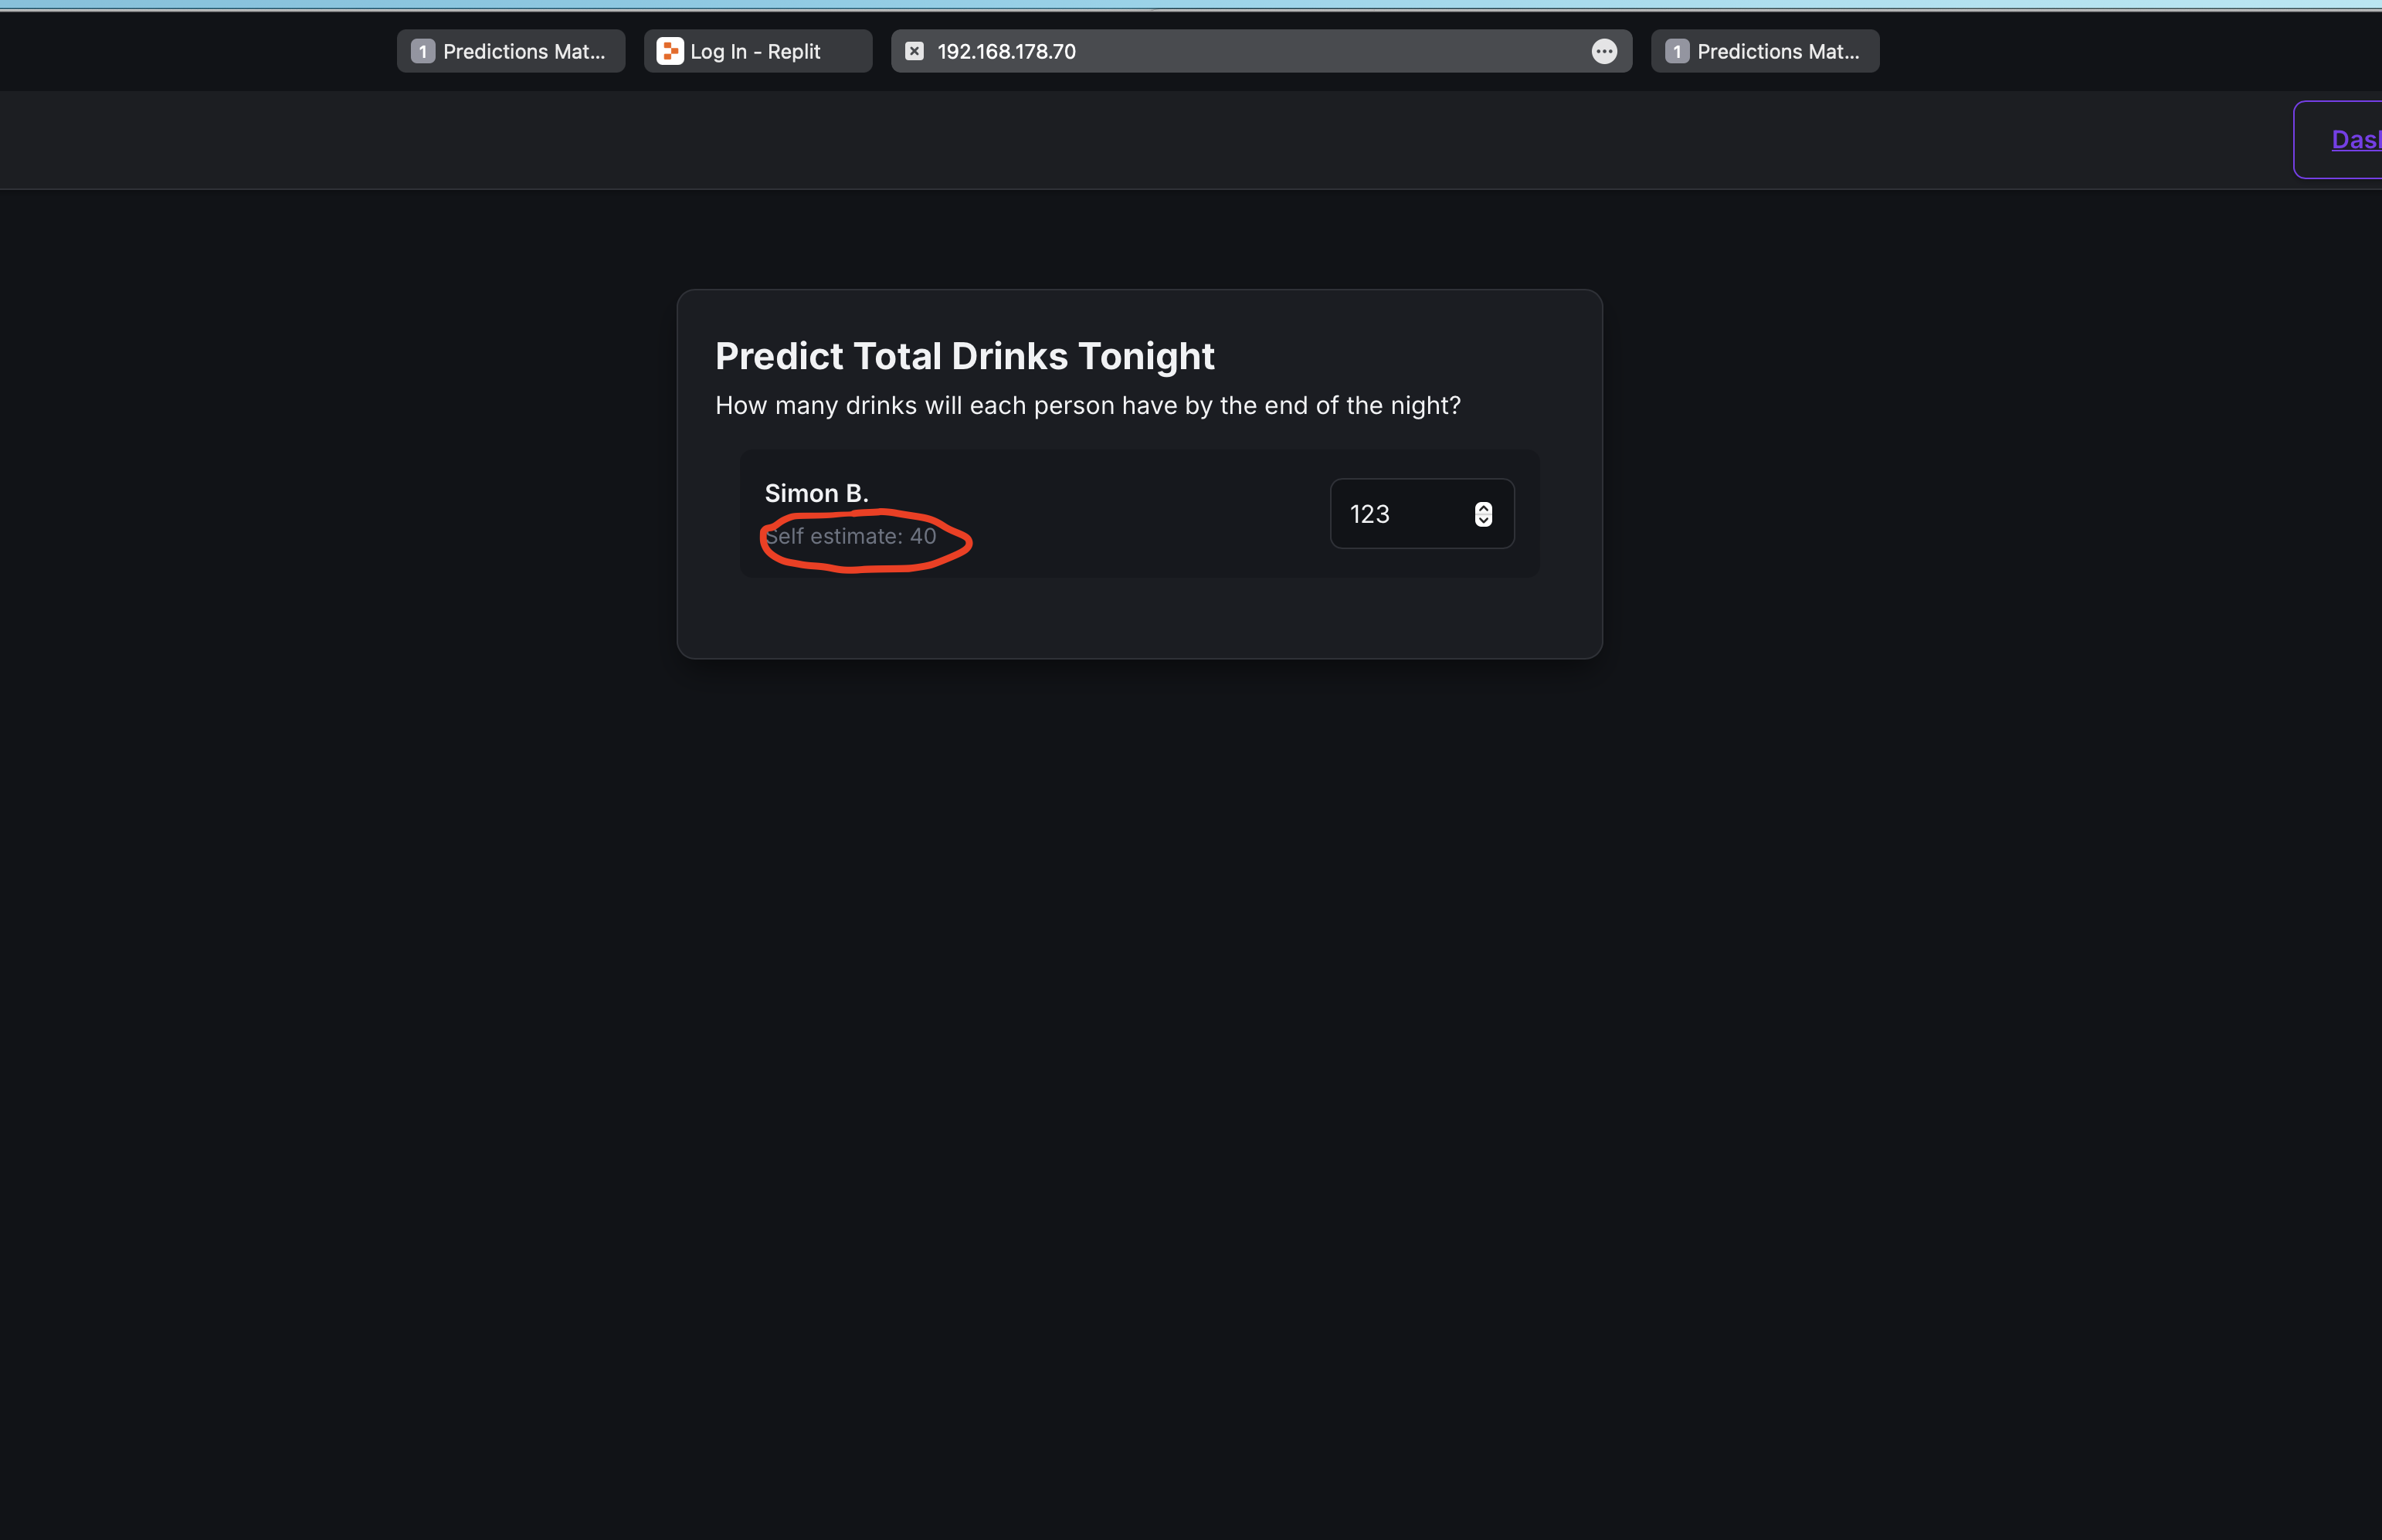 1 Predictions Mat...
Log In - Replit
192.168.178.70
1 Predictions Mat...
Predict Total Drinks Tonight
How many drinks will each person have by the end of the night?
Simon B.
123
Self estimate: 40